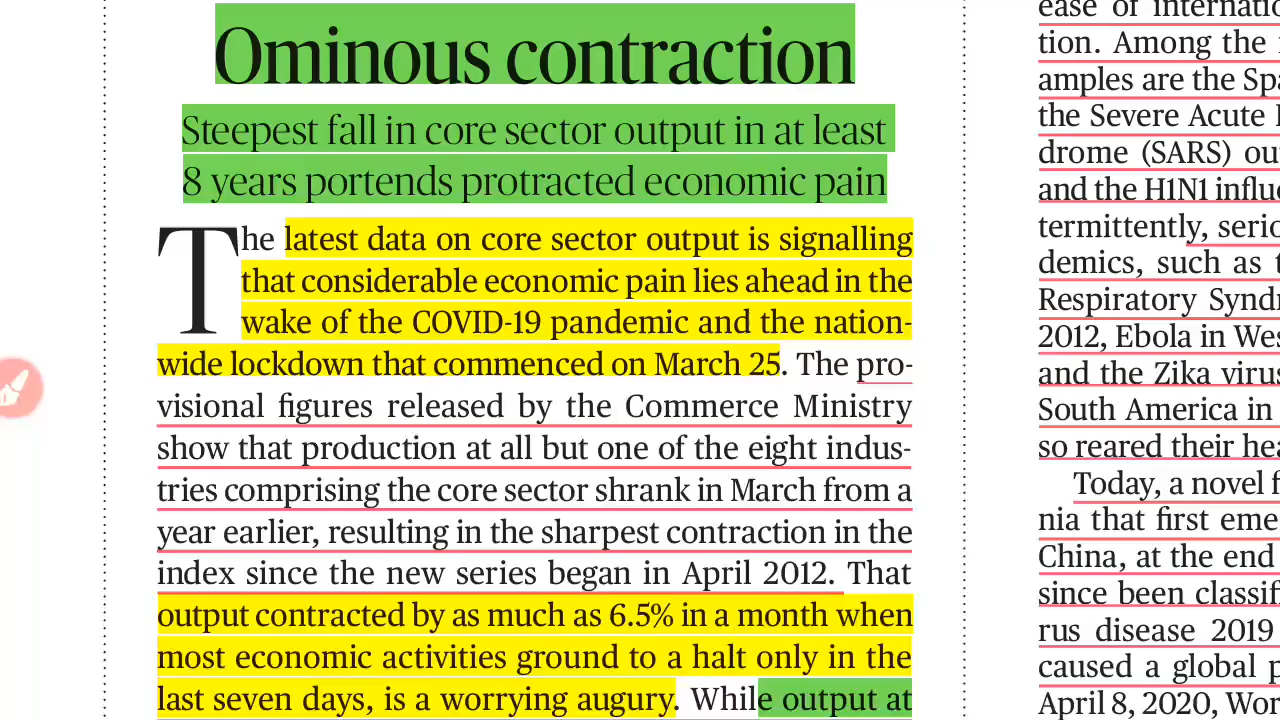 Ominous contraction
Steepest fall in core sector output in at least
8 years portends protracted economic pain
The latest data on core sector output is signalling
that considerable economic pain lies ahead in the
wake of the COVID-19 pandemic and the nation-
wide lockdown that commenced on March 25. The pro-
visional figures released by the Commerce Ministry
show that production at all but one of the eight indus-
tries comprising the core sector shrank in March from a
year earlier, resulting in the sharpest contraction in the
index since the new series began in April 2012. That
output contracted by as much as 6.5% in a month when
most economic activities ground to a halt only in the
last seven days, is a worrying augury. While output at
ease of
tion. Among the
amples are the
the Severe Acute
drome (SARS)
and the H1N1
termittently,
demics, such as
Respiratory
2012, Ebola in
and the Zika virus
South America in
so reared their
Today, a novel
nia that first
China, at the end
since been
rus disease 2019
caused a global
April 8, 2020,